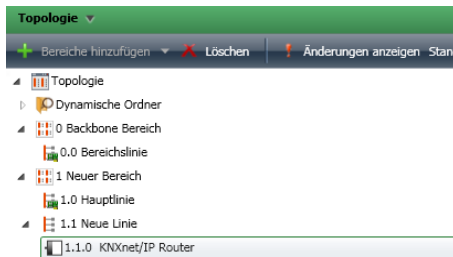 Topologie
Bereiche hinzufügen Löschen Änderungen anzeigen Stan
Topologie
Dynamische Ordner
0 Backbone Bereich
0.0 Bereichslinie
1 Neuer Bereich
1.0 Hauptlinie
1.1 Neue Linie
1.1.0 KNXnet/IP Router